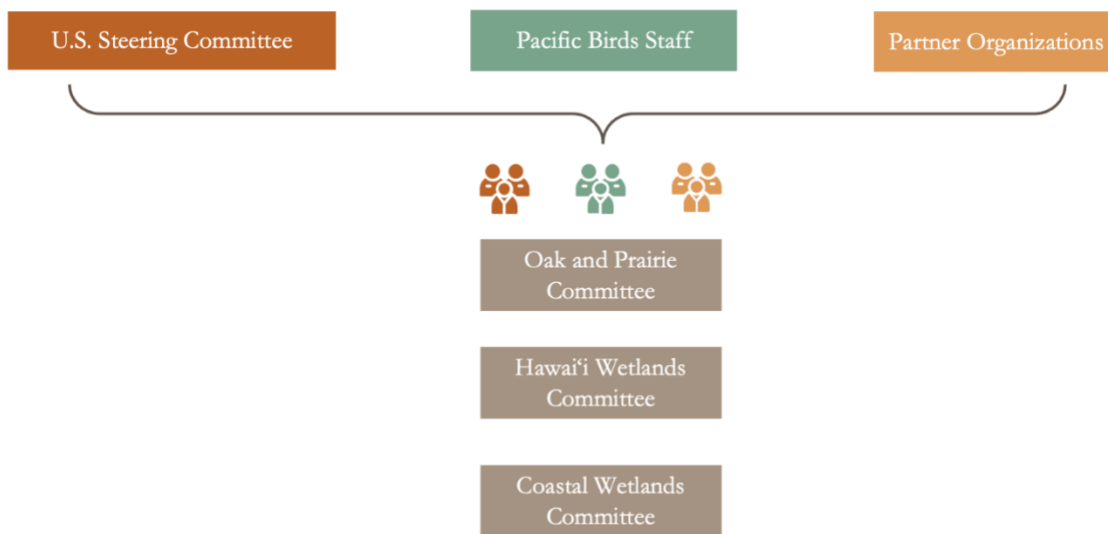 U.S. Steering Committee
Pacific Birds Staff
Partner Organizations
Oak and Prairie
Committee
Hawai‘i Wetlands
Committee
Coastal Wetlands
Committee